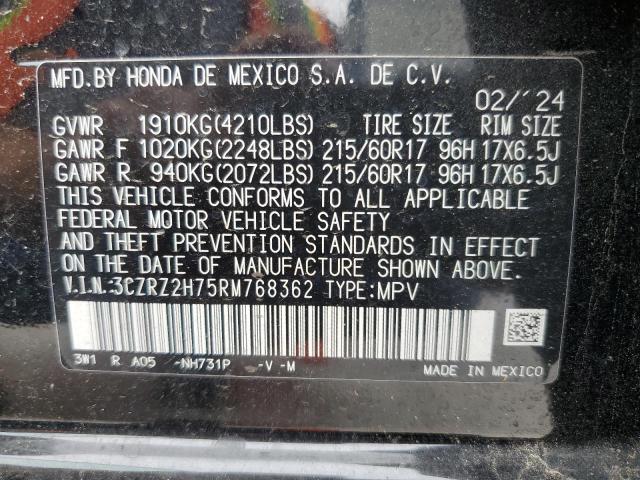 MFD. BY HONDA DE MEXICO S.A. DE C.V.
02/'24
GVWR 1910KG(4210LBS) TIRE SIZE RIM SIZE
GAWR F 1020KG(2248LBS) 215/60R17 96H 17X6.5J
GAWR R 940KG(2072LBS) 215/60R17 96H 17X6.5J
THIS VEHICLE CONFORMS TO ALL APPLICABLE
FEDERAL MOTOR VEHICLE SAFETY
AND THEFT PREVENTION STANDARDS IN EFFECT
ON THE DATE OF MANUFACTURE SHOWN ABOVE.
V.I.N.:3CZRZ2H75RM768362 TYPE:MPV
3W1 R A05 -NH731P -V -M
MADE IN MEXICO